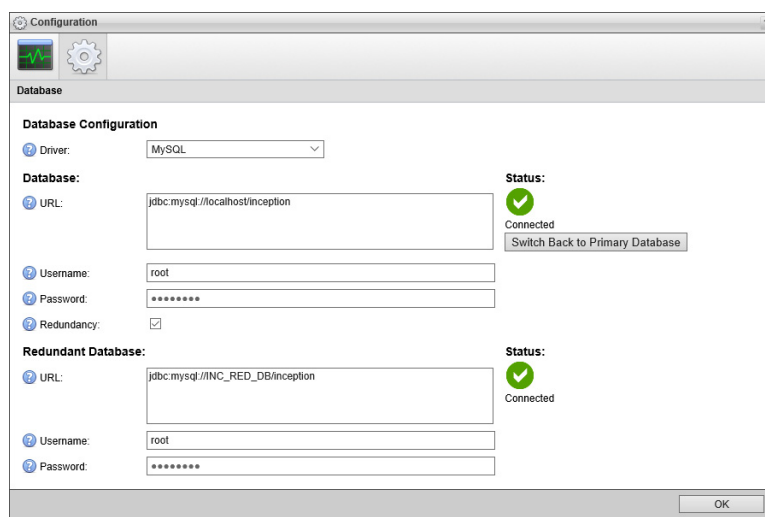 Configuration
Database
Database Configuration
Driver: MySQL
Database: Status:
URL: jdbc:mysql://localhost/inception
Connected
Switch Back to Primary Database
Username: root
Password: ●●●●●●●●
Redundancy:
Redundant Database: Status:
URL: jdbc:mysql://INC_RED_DB/inception
Connected
Username: root
Password: ●●●●●●●●
OK